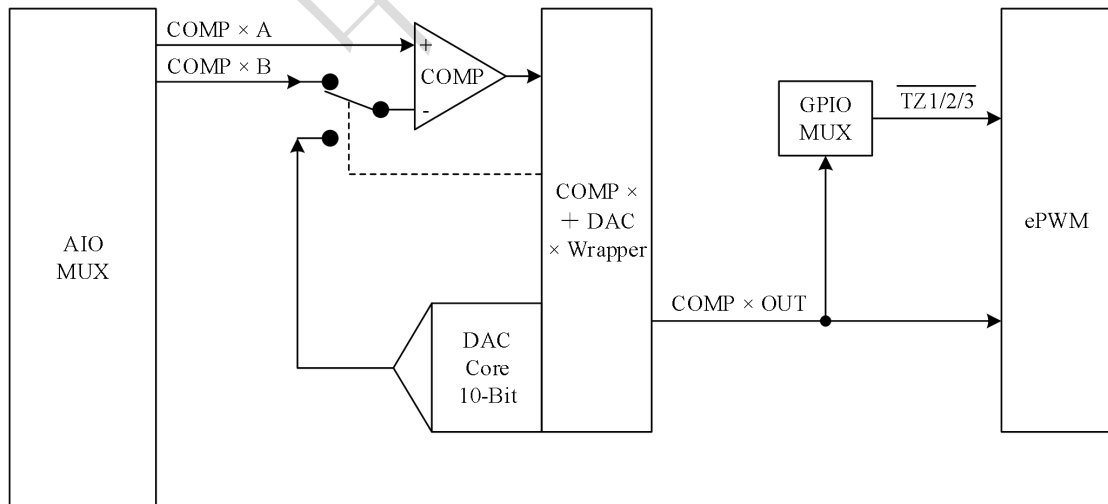 COMP × A
COMP × B
+
COMP
-
AIO
MUX
DAC
Core
10-Bit
COMP ×
+ DAC
× Wrapper
COMP × OUT
GPIO
MUX
TZ1/2/3
ePWM